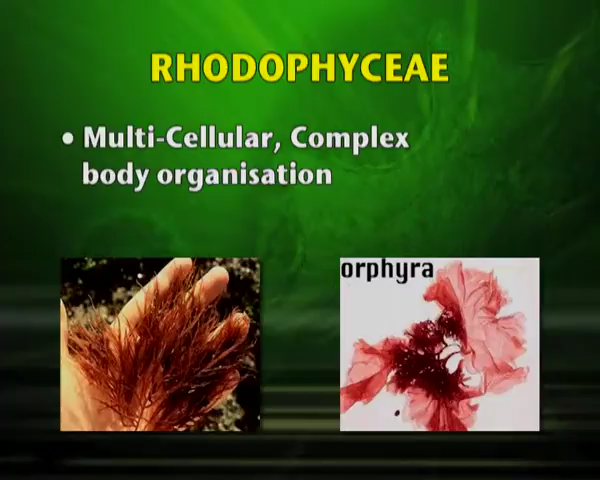 RHODOPHYCEAE
• Multi-Cellular, Complex
body organisation
orphyra